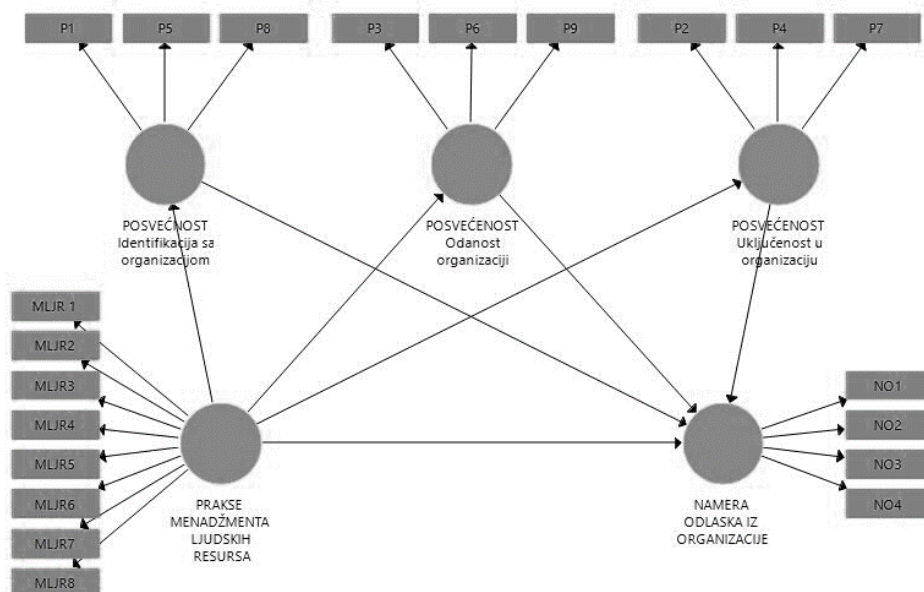 P1
P5
P8
P3
P6
P9
P2
P4
P7
POSVEĆNOST
Identifikacija sa
organizacijom
POSVEĆENOST
Odanost
organizaciji
POSVEĆENOST
Uključenost u
organizaciju
MLJR 1
MLJR2
MLJR3
MLJR4
MLJR5
MLJR6
MLJR7
MLJR8
PRAKSE
MENADŽMENTA
LJUDSKIH
RESURSA
NAMERA
ODLASKA IZ
ORGANIZACIJE
NO1
NO2
NO3
NO4